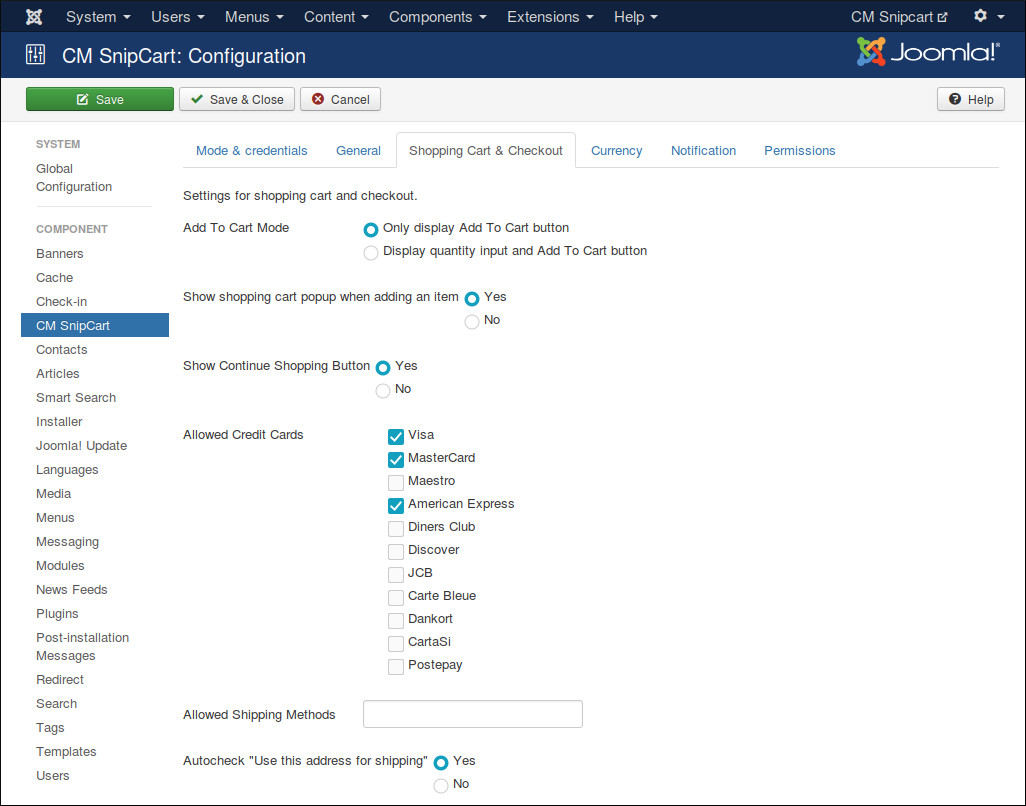 System Users Menus Content Components Extensions Help CM Snipcart
CM SnipCart: Configuration Joomla!®
Save Save & Close Cancel Help
SYSTEM
Global
Configuration
COMPONENT
Banners
Cache
Check-in
CM SnipCart
Contacts
Articles
Smart Search
Installer
Joomla! Update
Languages
Media
Menus
Messaging
Modules
News Feeds
Plugins
Post-installation
Messages
Redirect
Search
Tags
Templates
Users
Mode & credentials General Shopping Cart & Checkout Currency Notification Permissions
Settings for shopping cart and checkout.
Add To Cart Mode Only display Add To Cart button
Display quantity input and Add To Cart button
Show shopping cart popup when adding an item Yes
No
Show Continue Shopping Button Yes
No
Allowed Credit Cards Visa
MasterCard
Maestro
American Express
Diners Club
Discover
JCB
Carte Bleue
Dankort
CartaSi
Postepay
Allowed Shipping Methods
Autocheck "Use this address for shipping" Yes
No